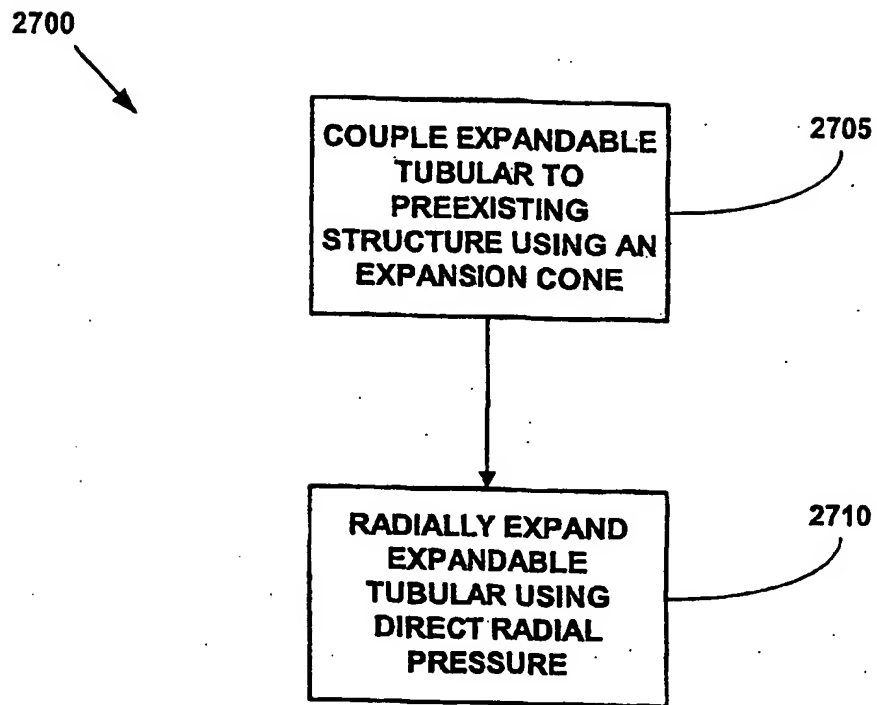 2700
COUPLE EXPANDABLE
TUBULAR TO
PREEXISTING
STRUCTURE USING AN
EXPANSION CONE
2705
RADIALLY EXPAND
EXPANDABLE
TUBULAR USING
DIRECT RADIAL
PRESSURE
2710